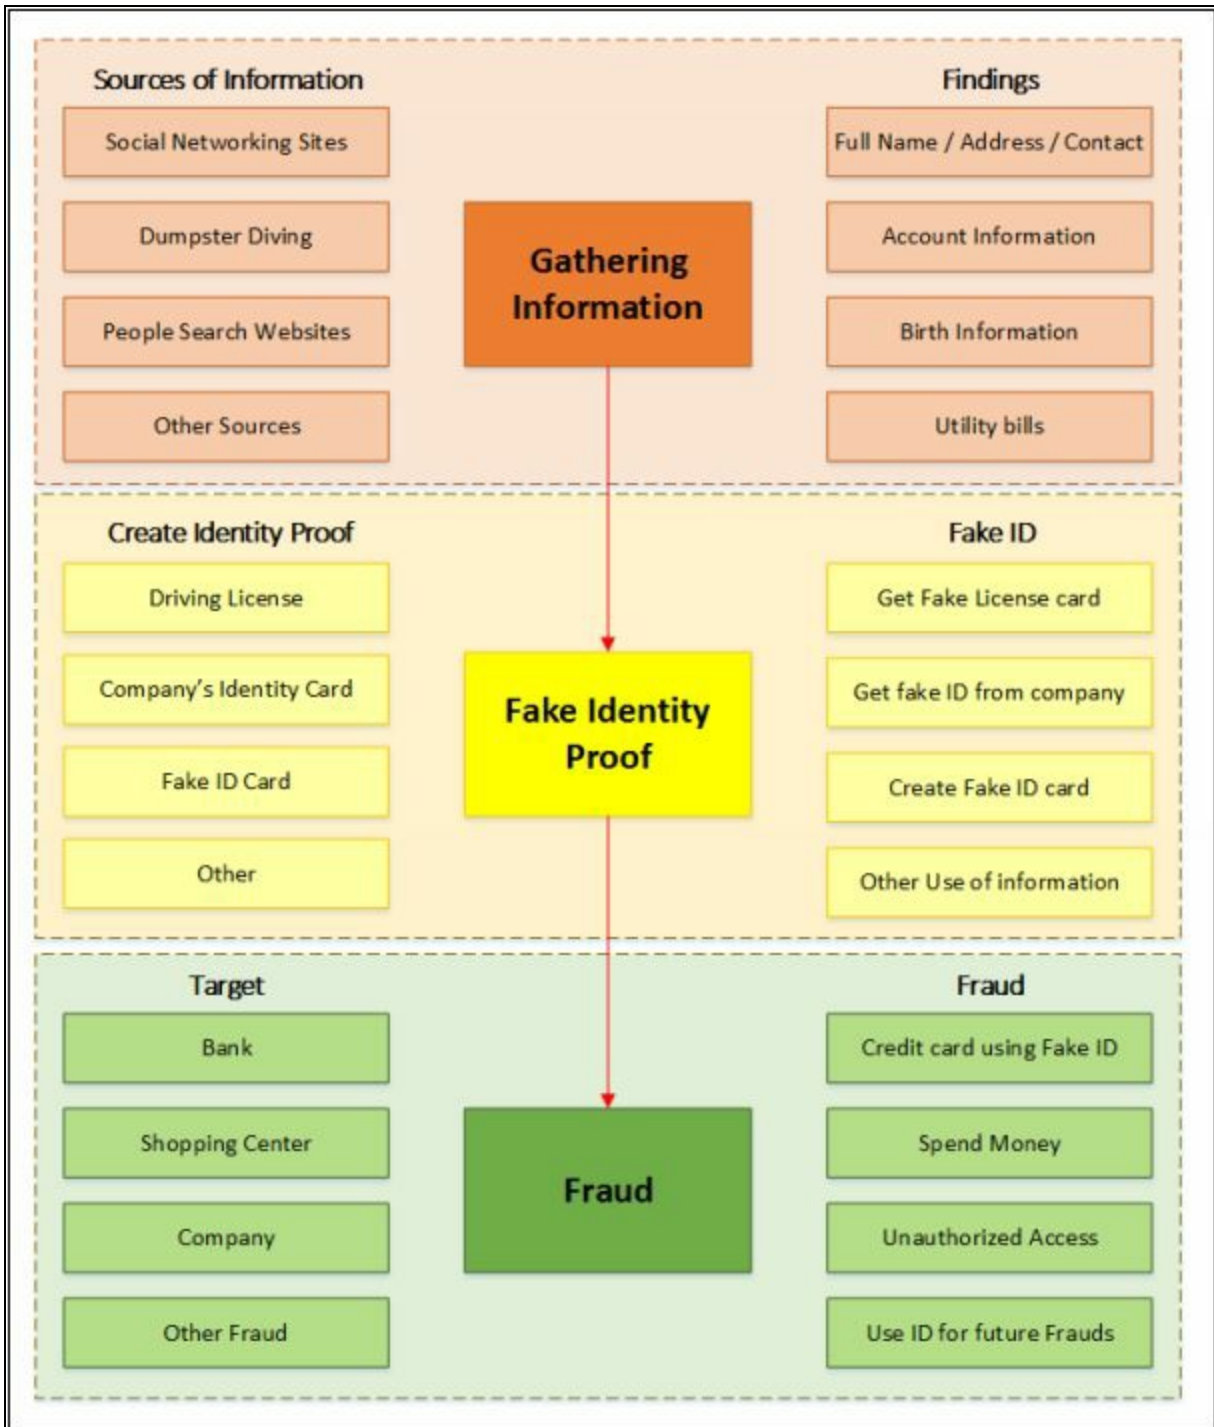 Sources of Information
Social Networking Sites
Dumpster Diving
People Search Websites
Other Sources
Gathering
Information
Findings
Full Name / Address / Contact
Account Information
Birth Information
Utility bills
Create Identity Proof
Driving License
Company's Identity Card
Fake ID Card
Other
Fake Identity
Proof
Fake ID
Get Fake License card
Get fake ID from company
Create Fake ID card
Other Use of information
Target
Bank
Shopping Center
Company
Other Fraud
Fraud
Fraud
Credit card using Fake ID
Spend Money
Unauthorized Access
Use ID for future Frauds